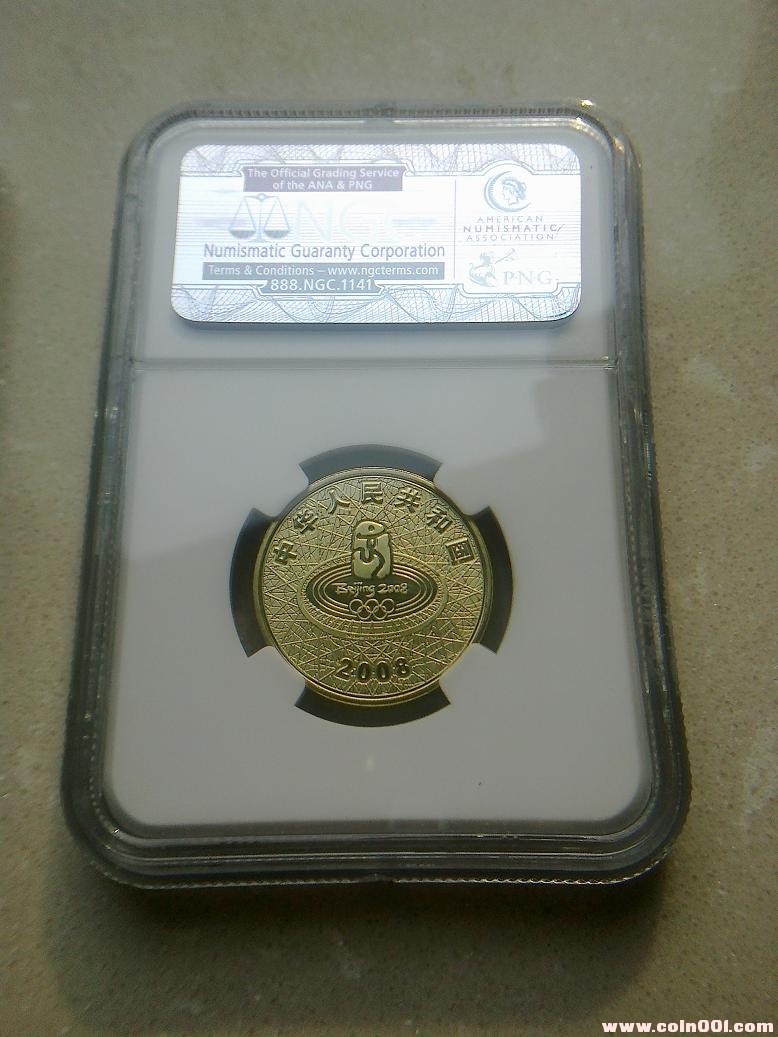 The Official Grading Service
of the ANA & PNG
NGC
Numismatic Guaranty Corporation
Terms & Conditions – www.ngcterms.com
888.NGC.1141
AMERICAN
NUMISMATIC
ASSOCIATION
PNG
中华人民共和国
Beijing 2008
2008
www.coin001.com